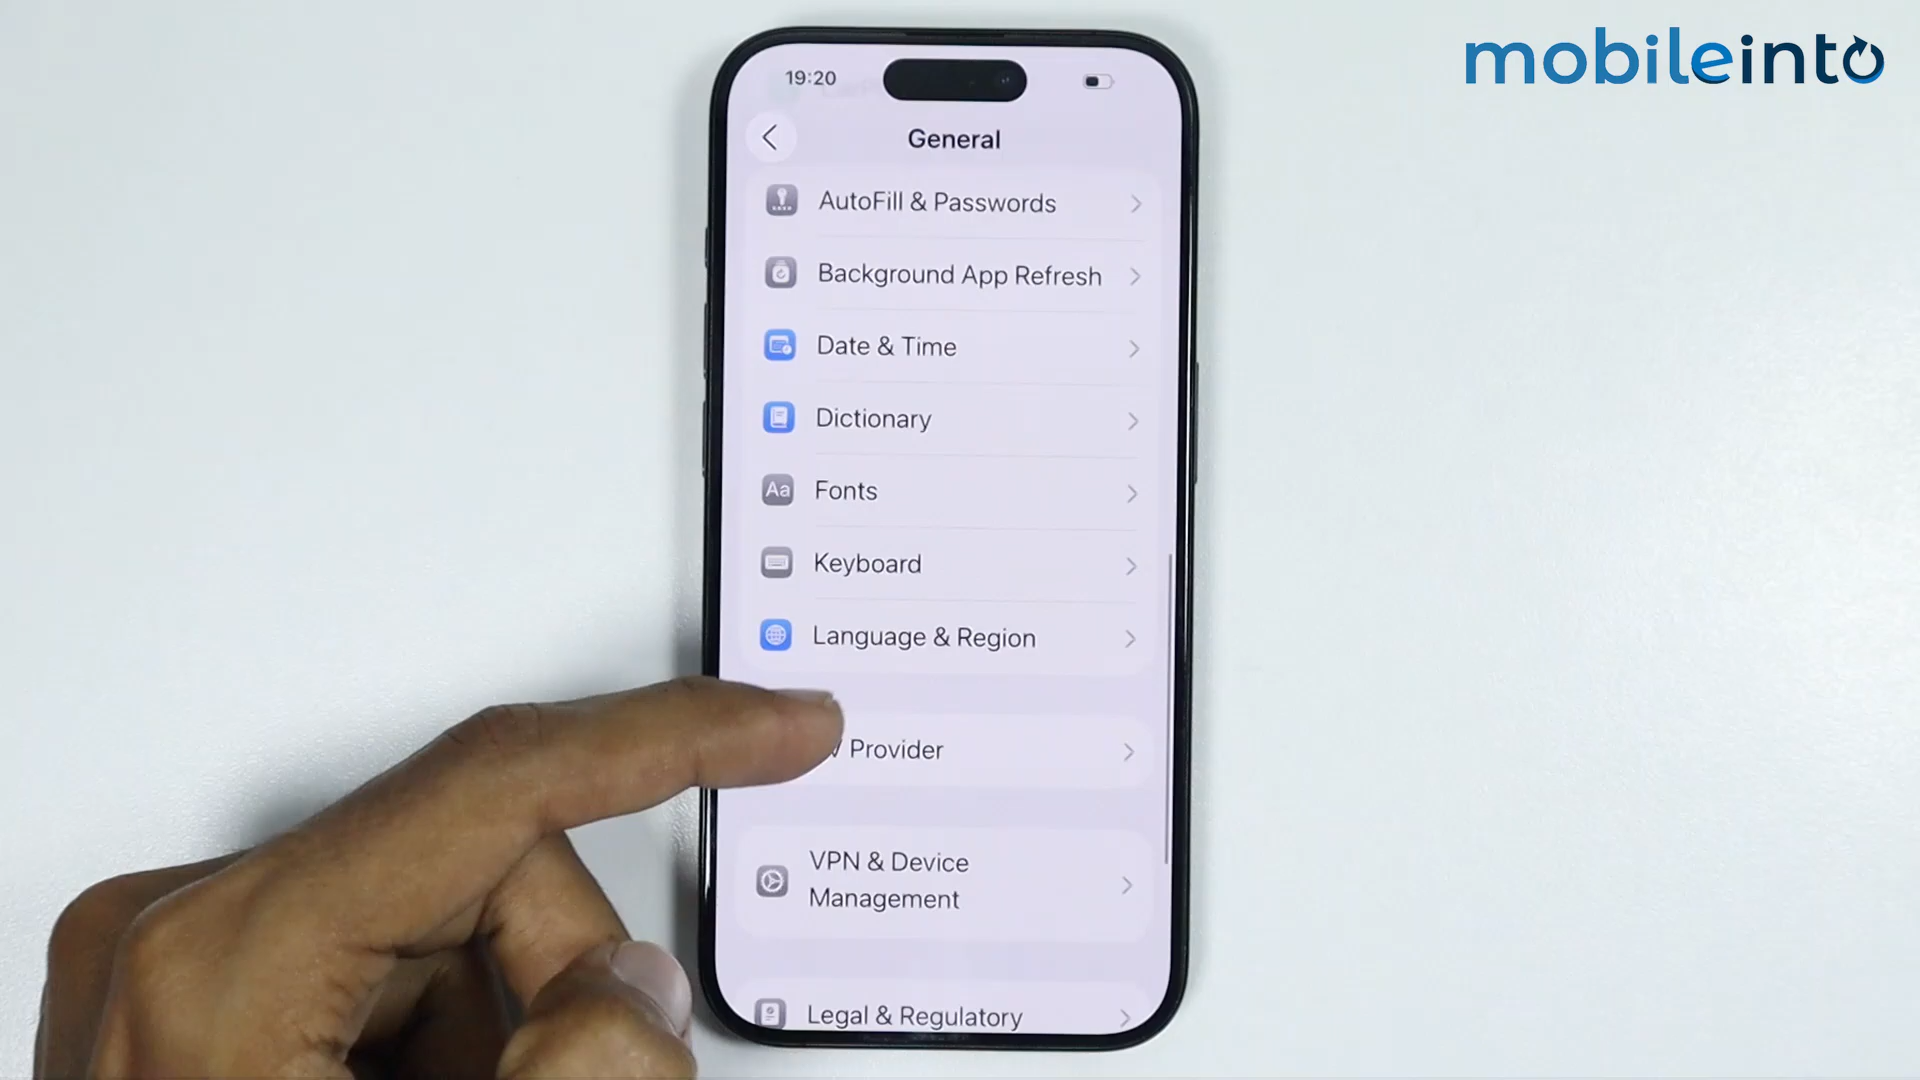 mobileinto
19:20
General
AutoFill & Passwords
Background App Refresh
Date & Time
Dictionary
Aa Fonts
Keyboard
Language & Region
Provider
VPN & Device
Management
Legal & Regulatory